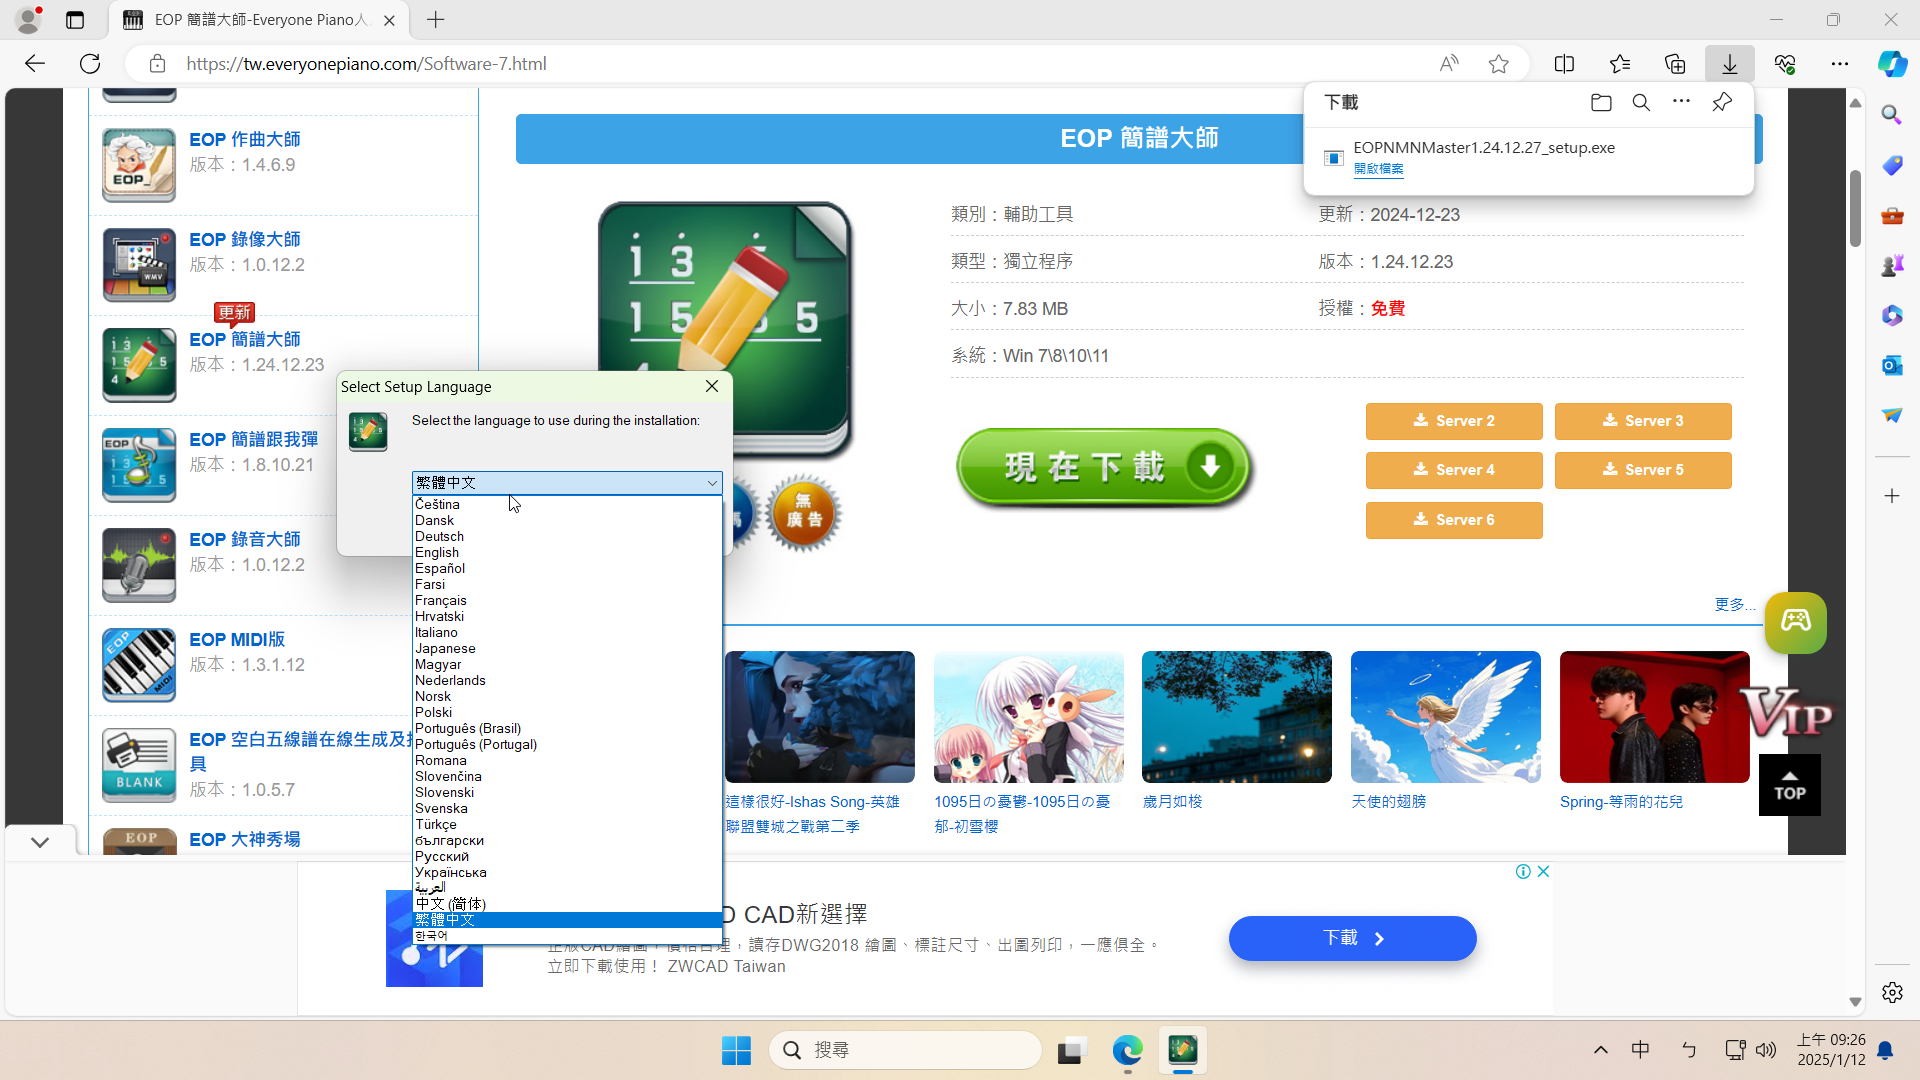 EOP 簡譜大師-Everyone Piano人
https://tw.everyonepiano.com/Software-7.html
下載
EOPNMNMaster1.24.12.27_setup.exe
開啟檔案
EOP 作曲大師
版本：1.4.6.9
EOP 錄像大師
版本：1.0.12.2
更新
EOP 簡譜大師
版本：1.24.12.23
EOP 簡譜跟我彈
版本：1.8.10.21
EOP 錄音大師
版本：1.0.12.2
EOP MIDI版
版本：1.3.1.12
EOP 空白五線譜在線生成及
具
版本：1.0.5.7
EOP 大神秀場
EOP 簡譜大師
類別：輔助工具
更新：2024-12-23
類型：獨立程序
版本：1.24.12.23
大小：7.83 MB
授權：免費
系統：Win 7\8\10\11
現在下載
Server 2
Server 3
Server 4
Server 5
Server 6
無
廣告
更多...
Select Setup Language
Select the language to use during the installation:
繁體中文
Čeština
Dansk
Deutsch
English
Español
Farsi
Français
Hrvatski
Italiano
Japanese
Magyar
Nederlands
Norsk
Polski
Português (Brasil)
Português (Portugal)
Romana
Slovenčina
Slovenski
Svenska
Türkçe
български
Русский
Українська
العربية
中文 (简体)
繁體中文
한국어
這樣很好-Ishas Song-英雄
聯盟雙城之戰第二季
1095日の憂鬱-1095日の憂
郁-初雪櫻
歲月如梭
天使的翅膀
Spring-等雨的花兒
VIP
TOP
D CAD新選擇
正版CAD繪圖，價格合理，讀存DWG2018 繪圖、標註尺寸、出圖列印，一應俱全。
立即下載使用！ ZWCAD Taiwan
下載
搜尋
中
ㄣ
上午 09:26
2025/1/12